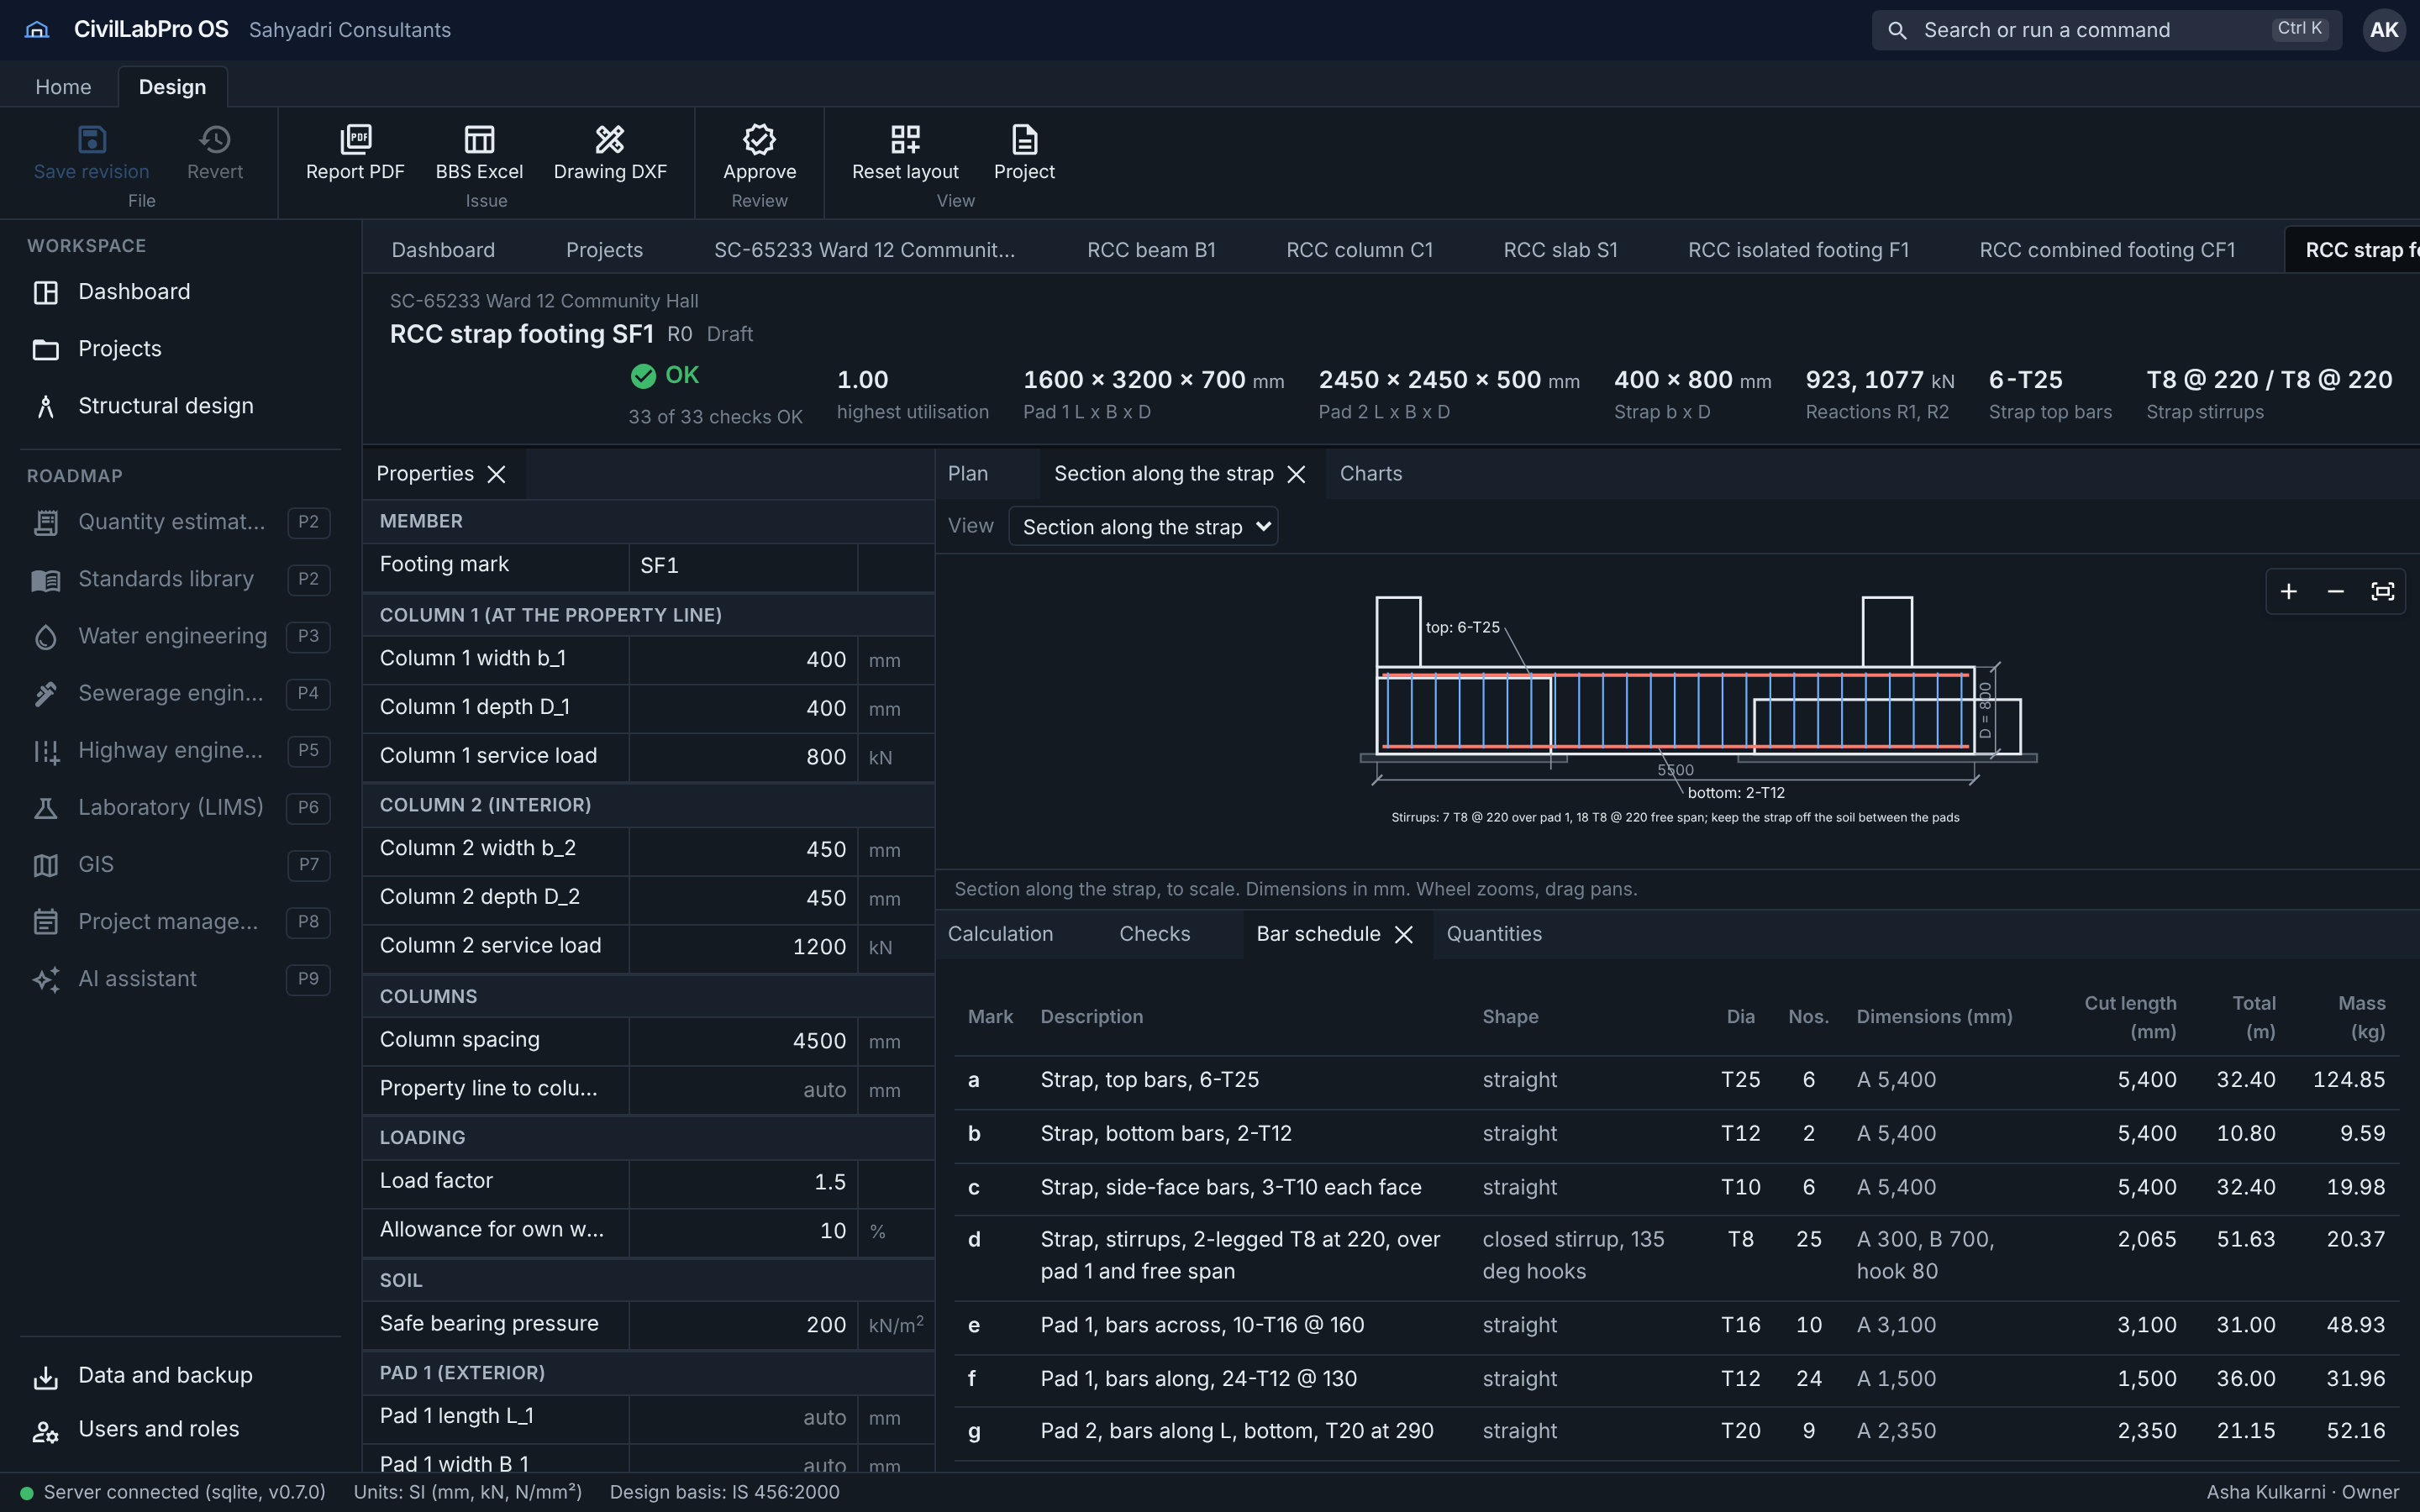 CivilLabPro OS Sahyadri Consultants Search or run a command Ctrl K AK
Home Design
Save revision Revert Report PDF BBS Excel Drawing DXF Approve Reset layout Project
File Issue Review View
WORKSPACE
Dashboard
Projects
Structural design
ROADMAP
Quantity estimat... P2
Standards library P2
Water engineering P3
Sewerage engin... P4
Highway engine... P5
Laboratory (LIMS) P6
GIS P7
Project manage... P8
AI assistant P9
Data and backup
Users and roles
Dashboard Projects SC-65233 Ward 12 Communit... RCC beam B1 RCC column C1 RCC slab S1 RCC isolated footing F1 RCC combined footing CF1 RCC strap f
SC-65233 Ward 12 Community Hall
RCC strap footing SF1 R0 Draft
OK 1.00 1600 × 3200 × 700 mm 2450 × 2450 × 500 mm 400 × 800 mm 923, 1077 kN 6-T25 T8 @ 220 / T8 @ 220
33 of 33 checks OK highest utilisation Pad 1 L x B x D Pad 2 L x B x D Strap b x D Reactions R1, R2 Strap top bars Strap stirrups
Properties
MEMBER
Footing mark SF1
COLUMN 1 (AT THE PROPERTY LINE)
Column 1 width b_1 400 mm
Column 1 depth D_1 400 mm
Column 1 service load 800 kN
COLUMN 2 (INTERIOR)
Column 2 width b_2 450 mm
Column 2 depth D_2 450 mm
Column 2 service load 1200 kN
COLUMNS
Column spacing 4500 mm
Property line to colu... auto mm
LOADING
Load factor 1.5
Allowance for own w... 10 %
SOIL
Safe bearing pressure 200 kN/m²
PAD 1 (EXTERIOR)
Pad 1 length L_1 auto mm
Pad 1 width B_1 auto mm
Plan Section along the strap Charts
View Section along the strap
top: 6-T25
D = 800
5500
bottom: 2-T12
Stirrups: 7 T8 @ 220 over pad 1, 18 T8 @ 220 free span; keep the strap off the soil between the pads
Section along the strap, to scale. Dimensions in mm. Wheel zooms, drag pans.
Calculation Checks Bar schedule Quantities
Mark Description Shape Dia Nos. Dimensions (mm) Cut length (mm) Total (m) Mass (kg)
a Strap, top bars, 6-T25 straight T25 6 A 5,400 5,400 32.40 124.85
b Strap, bottom bars, 2-T12 straight T12 2 A 5,400 5,400 10.80 9.59
c Strap, side-face bars, 3-T10 each face straight T10 6 A 5,400 5,400 32.40 19.98
d Strap, stirrups, 2-legged T8 at 220, over closed stirrup, 135 T8 25 A 300, B 700, 2,065 51.63 20.37
pad 1 and free span deg hooks hook 80
e Pad 1, bars across, 10-T16 @ 160 straight T16 10 A 3,100 3,100 31.00 48.93
f Pad 1, bars along, 24-T12 @ 130 straight T12 24 A 1,500 1,500 36.00 31.96
g Pad 2, bars along L, bottom, T20 at 290 straight T20 9 A 2,350 2,350 21.15 52.16
Server connected (sqlite, v0.7.0) Units: SI (mm, kN, N/mm²) Design basis: IS 456:2000 Asha Kulkarni · Owner